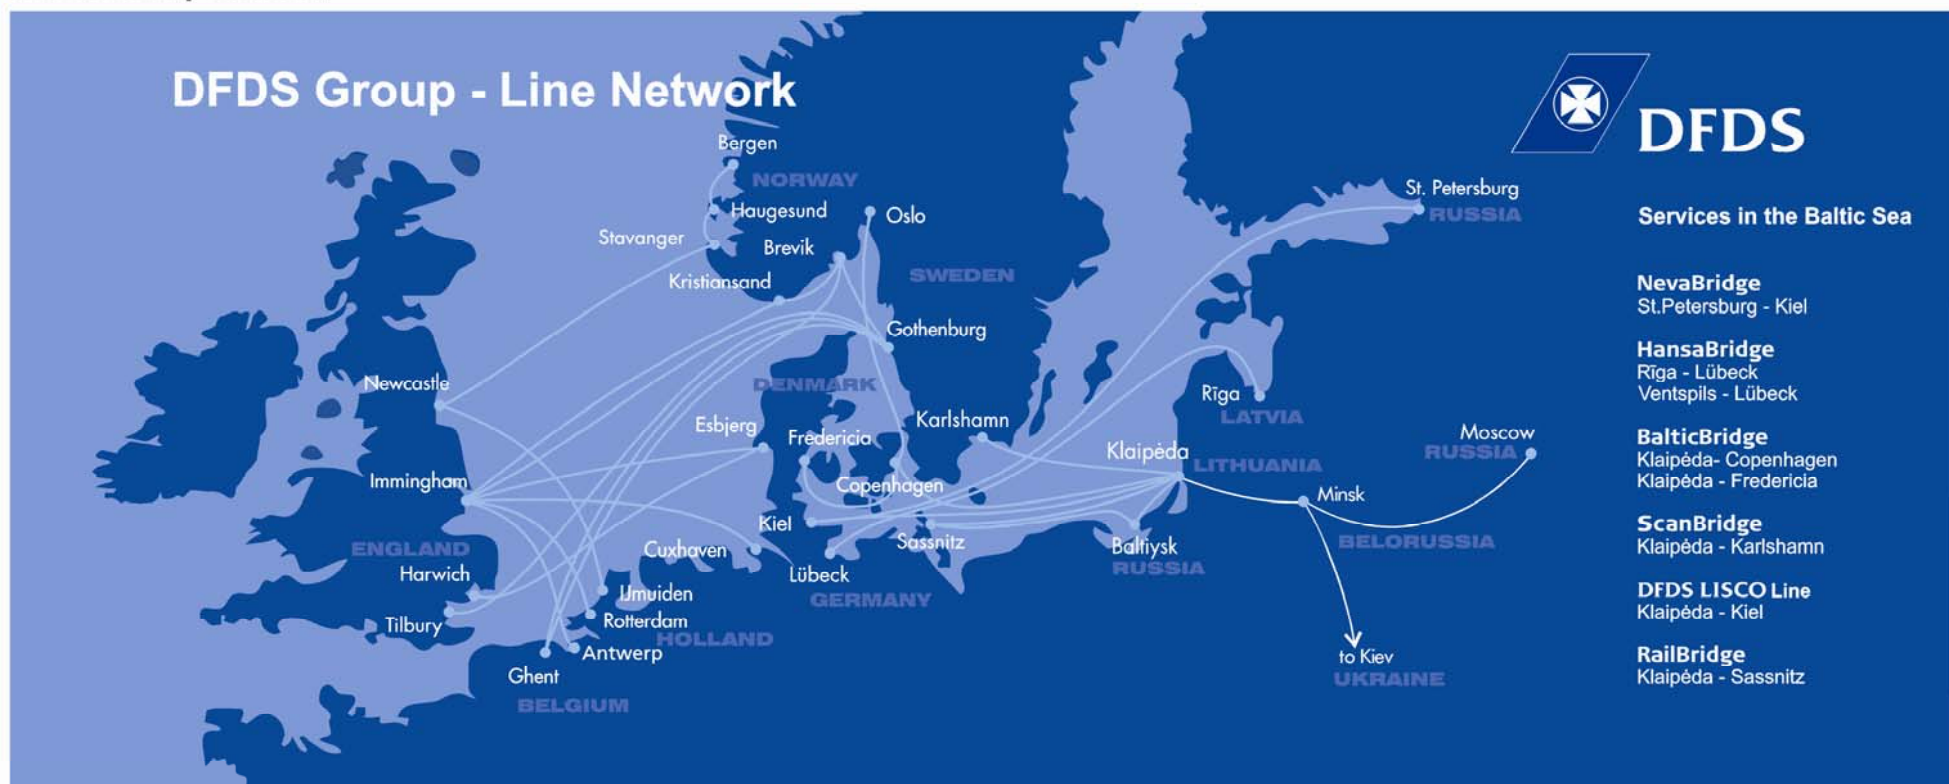 DFDS Group - Line Network
DFDS
Services in the Baltic Sea
NevaBridge
St.Petersburg - Kiel
HansaBridge
Rīga - Lübeck
Ventspils - Lübeck
BalticBridge
Klaipėda- Copenhagen
Klaipėda - Fredericia
ScanBridge
Klaipėda - Karlshamn
DFDS LISCO Line
Klaipėda - Kiel
RailBridge
Klaipėda - Sassnitz
Bergen
NORWAY
Haugesund
Oslo
Stavanger
Brevik
Kristiansand
SWEDEN
St. Petersburg
RUSSIA
Gothenburg
Newcastle
DENMARK
Rīga
LATVIA
Esbjerg
Fredericia
Karlshamn
Klaipėda
LITHUANIA
Moscow
RUSSIA
Immingham
Copenhagen
Minsk
Kiel
Sassnitz
BELORUSSIA
ENGLAND
Cuxhaven
Baltiysk
RUSSIA
Harwich
Lübeck
IJmuiden
GERMANY
Tilbury
Rotterdam
HOLLAND
Antwerp
to Kiev
UKRAINE
Ghent
BELGIUM